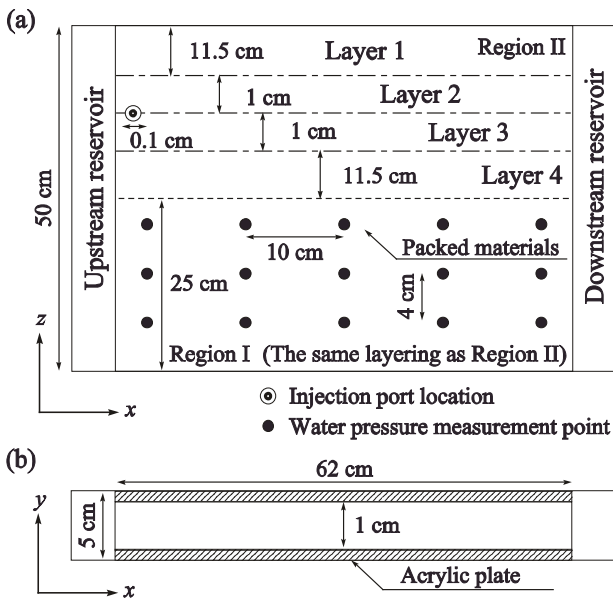 (a)
Upstream reservoir
Downstream reservoir
50 cm
11.5 cm
Layer 1
Region II
1 cm
Layer 2
0.1 cm
1 cm
Layer 3
11.5 cm
Layer 4
10 cm
Packed materials
25 cm
4 cm
Region I (The same layering as Region II)
z
x
Injection port location
Water pressure measurement point
(b)
62 cm
y
5 cm
1 cm
Acrylic plate
x